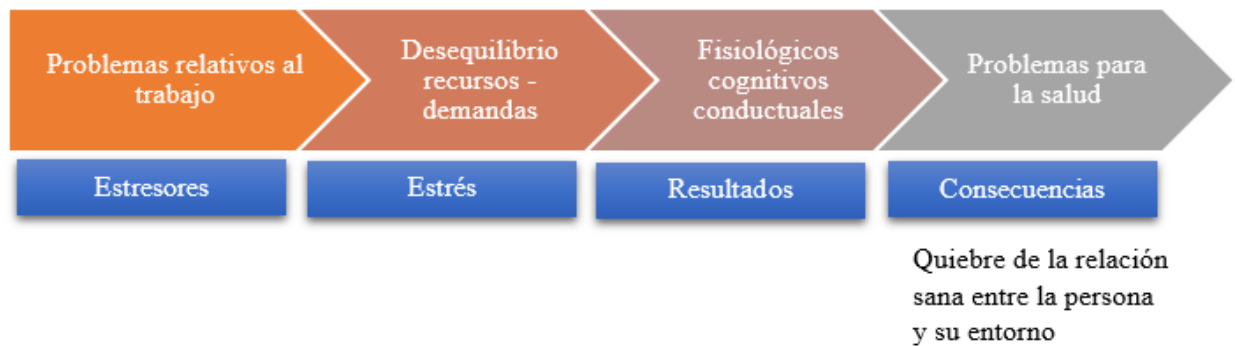 Problemas relativos al
trabajo
Desequilibrio
recursos -
demandas
Fisiológicos
cognitivos
conductuales
Problemas para
la salud
Estresores
Estrés
Resultados
Consecuencias
Quiebre de la relación
sana entre la persona
y su entorno